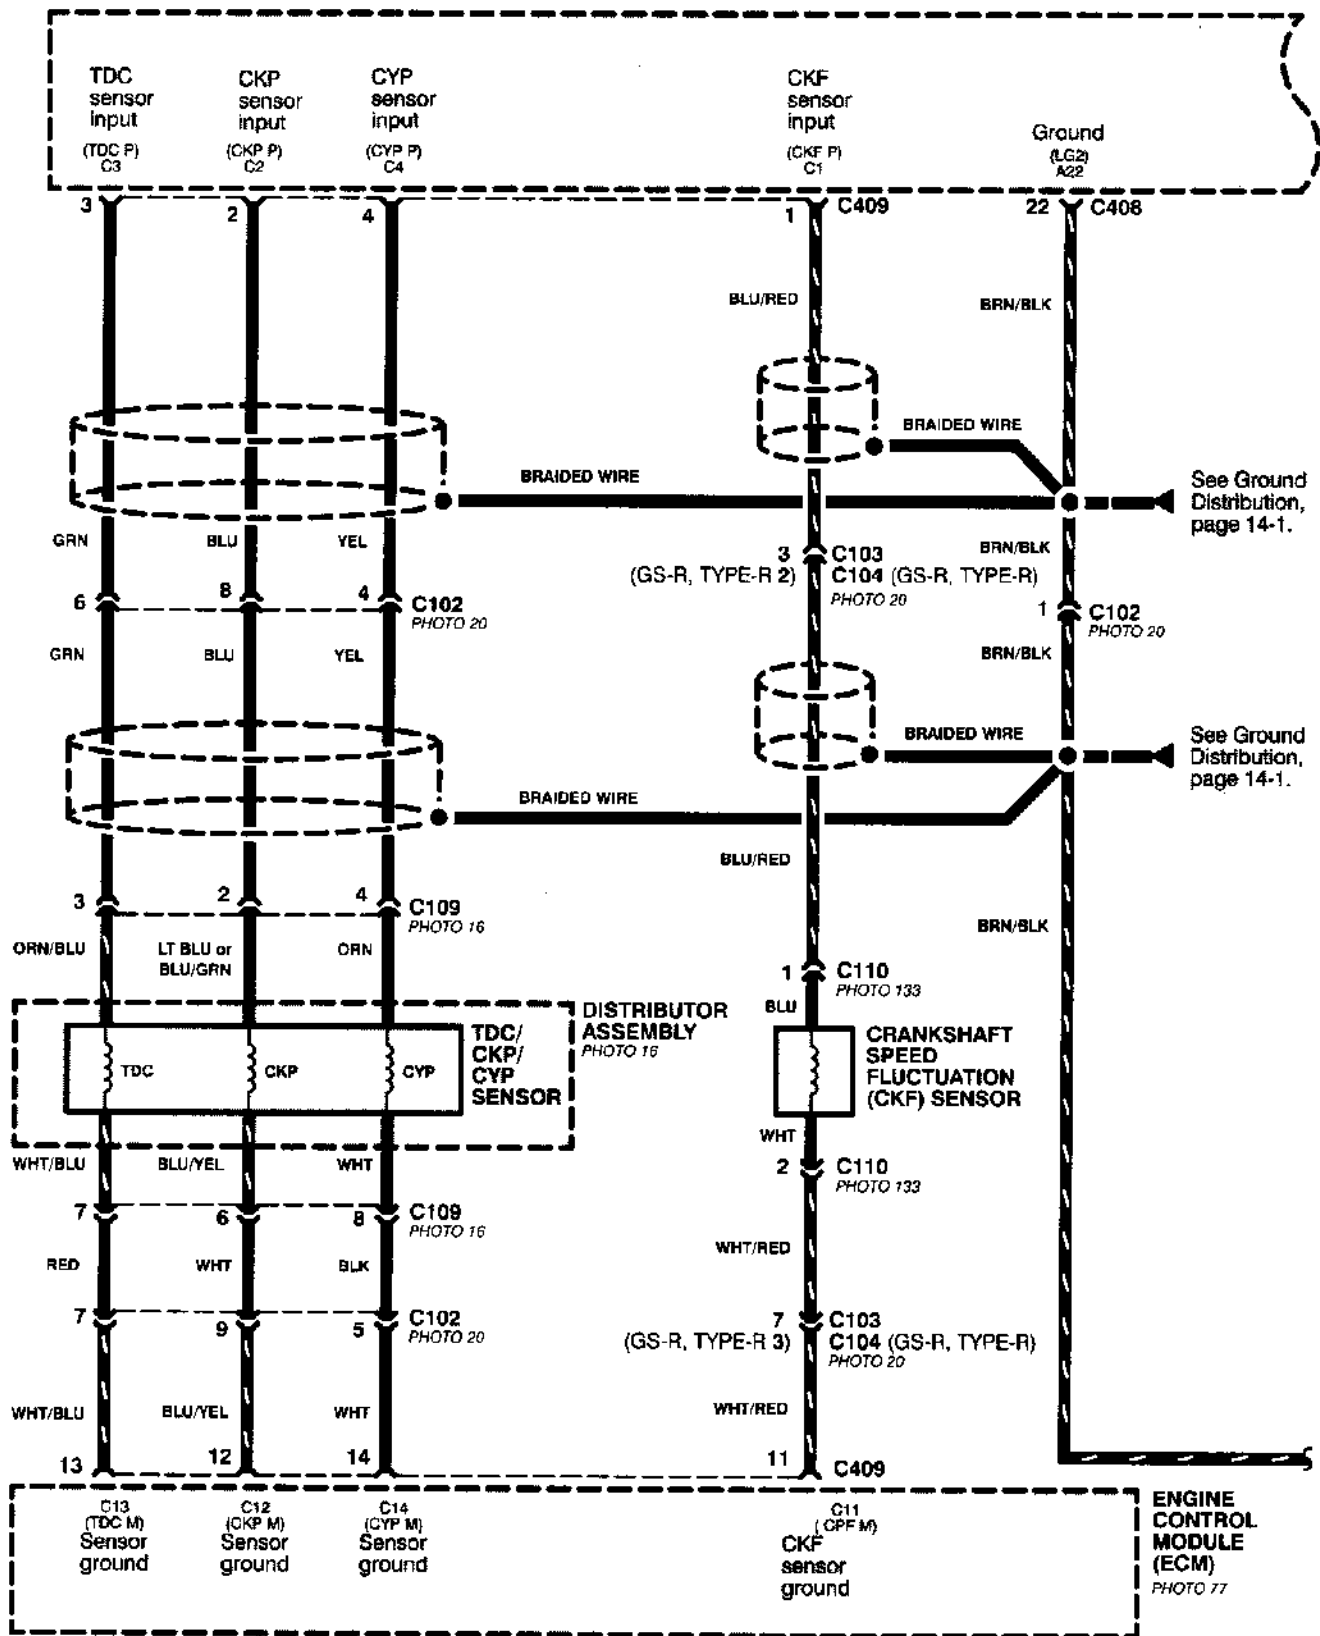 TDC
sensor
input
(TDC P)
C3
CKP
sensor
input
(CKP P)
C2
CYP
sensor
input
(CYP P)
C4
CKF
sensor
input
(CKF P)
C1
Ground
(LG2)
A22
3
2
4
1
C409
22
C408
BLU/RED
BRN/BLK
BRAIDED WIRE
BRAIDED WIRE
See Ground
Distribution,
page 14-1.
GRN
BLU
YEL
3
C103
(GS-R, TYPE-R 2)
C104 (GS-R, TYPE-R)
PHOTO 20
BRN/BLK
6
8
4
C102
PHOTO 20
1
C102
PHOTO 20
GRN
BLU
YEL
BRN/BLK
BRAIDED WIRE
See Ground
Distribution,
page 14-1.
BRAIDED WIRE
BLU/RED
3
2
4
C109
PHOTO 16
ORN/BLU
LT BLU or
BLU/GRN
ORN
BRN/BLK
1
C110
PHOTO 133
BLU
DISTRIBUTOR
ASSEMBLY
PHOTO 16
TDC
CKP
CYP
TDC/
CKP/
CYP
SENSOR
CRANKSHAFT
SPEED
FLUCTUATION
(CKF) SENSOR
WHT/BLU
BLU/YEL
WHT
WHT
2
C110
PHOTO 133
7
6
8
C109
PHOTO 16
RED
WHT
BLK
WHT/RED
7
9
5
C102
PHOTO 20
7
C103
(GS-R, TYPE-R 3)
C104 (GS-R, TYPE-R)
PHOTO 20
WHT/BLU
BLU/YEL
WHT
WHT/RED
13
12
14
11
C409
C13
(TDC M)
Sensor
ground
C12
(CKP M)
Sensor
ground
C14
(CYP M)
Sensor
ground
C11
( CPF M)
CKF
sensor
ground
ENGINE
CONTROL
MODULE
(ECM)
PHOTO 77